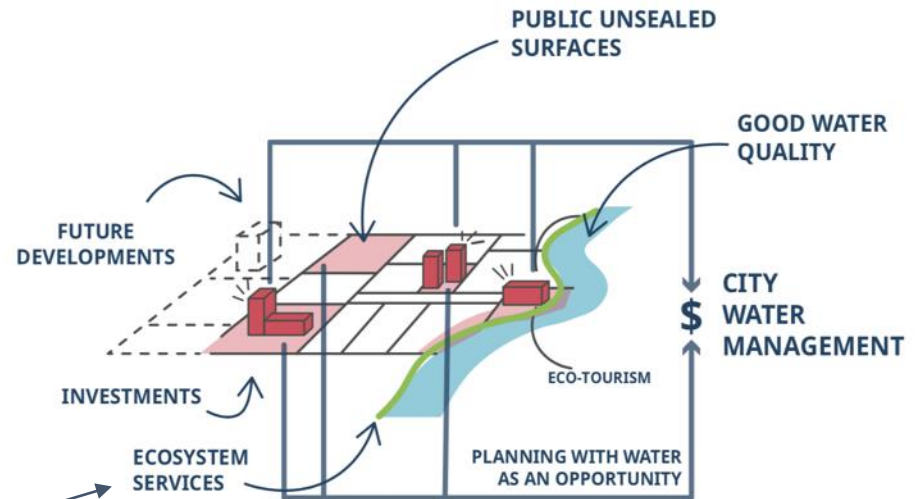 PUBLIC UNSEALED
SURFACES
GOOD WATER
QUALITY
FUTURE
DEVELOPMENTS
$
CITY
WATER
MANAGEMENT
ECO-TOURISM
INVESTMENTS
ECOSYSTEM
SERVICES
PLANNING WITH WATER
AS AN OPPORTUNITY